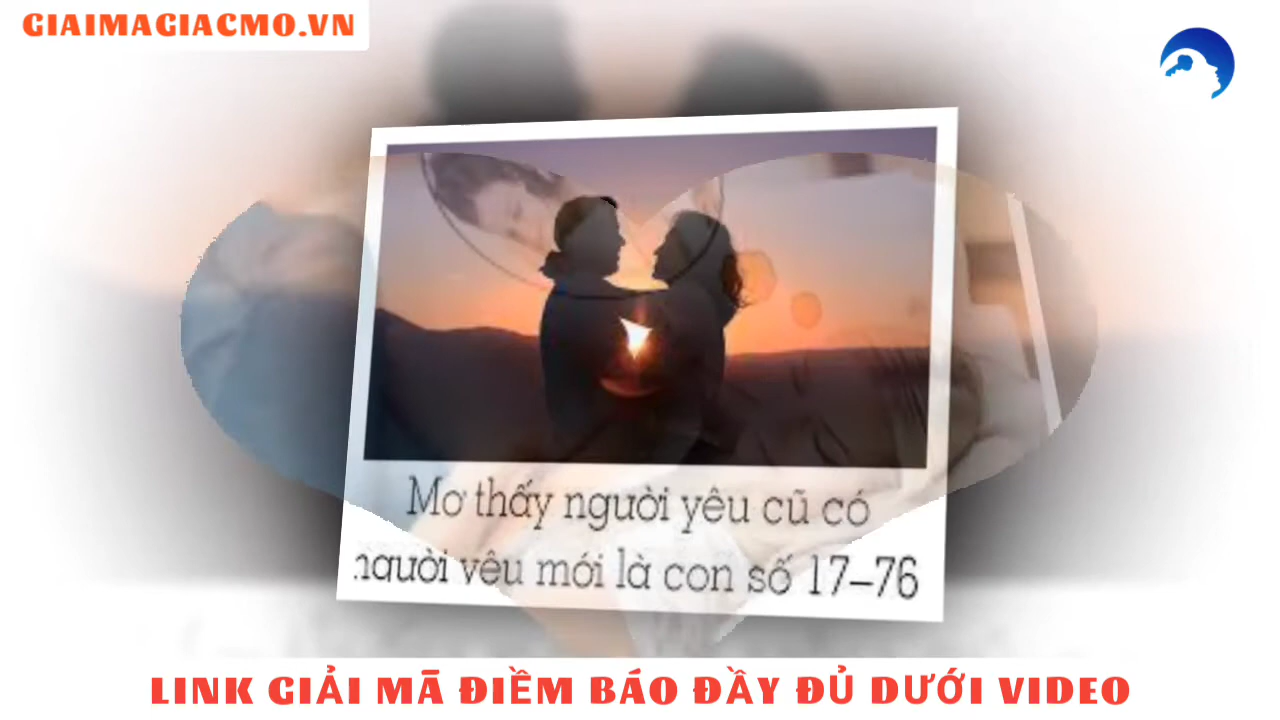 GIAIMAGIACMO.VN
Mơ thấy người yêu cũ có
người yêu mới là con số 17–76
LINK GIẢI MÃ ĐIỀM BÁO ĐẦY ĐỦ DƯỚI VIDEO